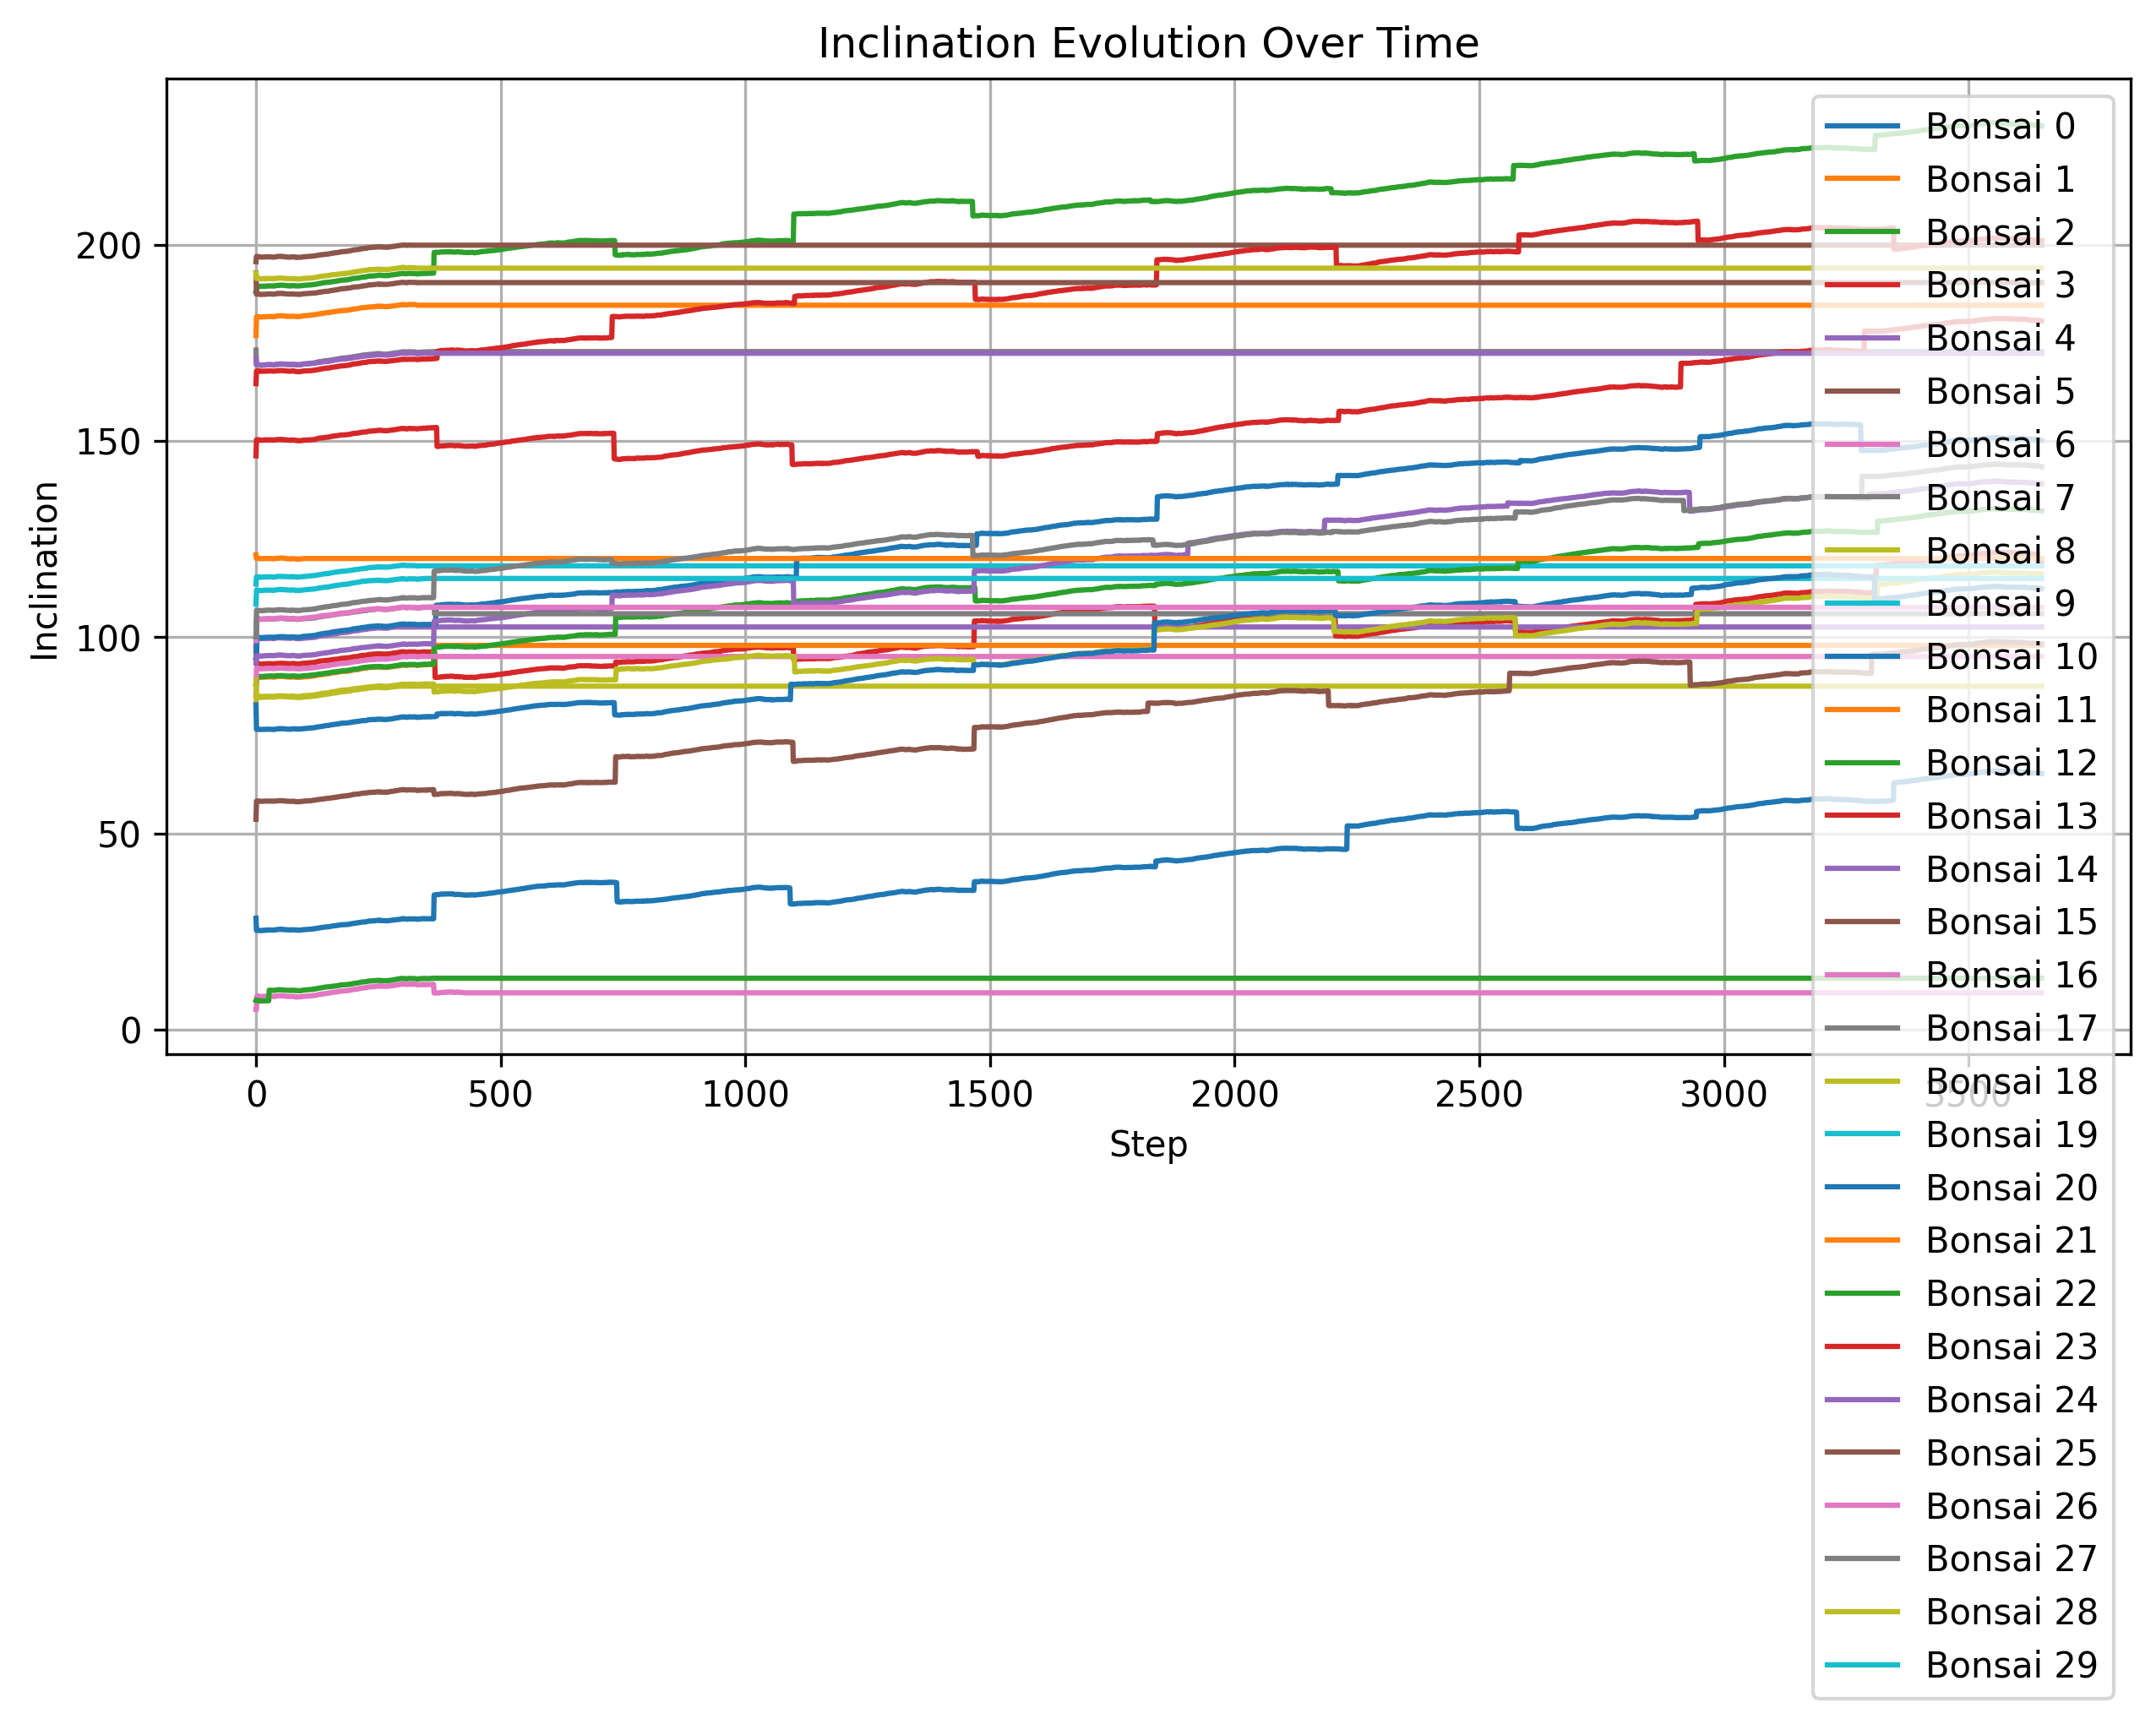 Inclination Evolution Over Time
Inclination
200
150
100
50
0
0 500 1000 1500 2000 2500 3000 3500
Step
Bonsai 0
Bonsai 1
Bonsai 2
Bonsai 3
Bonsai 4
Bonsai 5
Bonsai 6
Bonsai 7
Bonsai 8
Bonsai 9
Bonsai 10
Bonsai 11
Bonsai 12
Bonsai 13
Bonsai 14
Bonsai 15
Bonsai 16
Bonsai 17
Bonsai 18
Bonsai 19
Bonsai 20
Bonsai 21
Bonsai 22
Bonsai 23
Bonsai 24
Bonsai 25
Bonsai 26
Bonsai 27
Bonsai 28
Bonsai 29